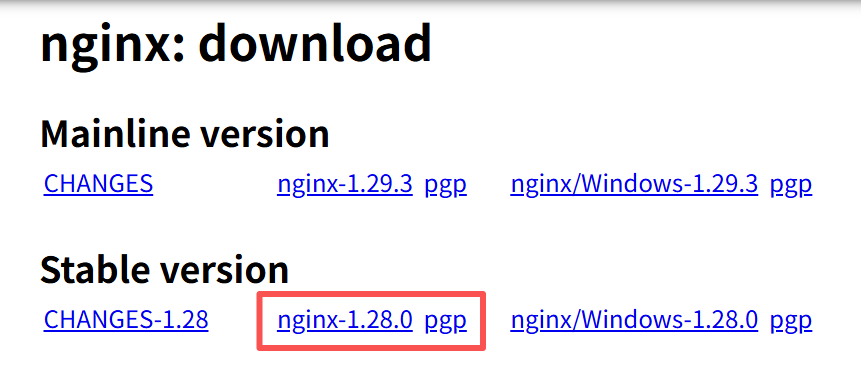 nginx: download
Mainline version
CHANGES nginx-1.29.3 pgp nginx/Windows-1.29.3 pgp
Stable version
CHANGES-1.28 nginx-1.28.0 pgp nginx/Windows-1.28.0 pgp